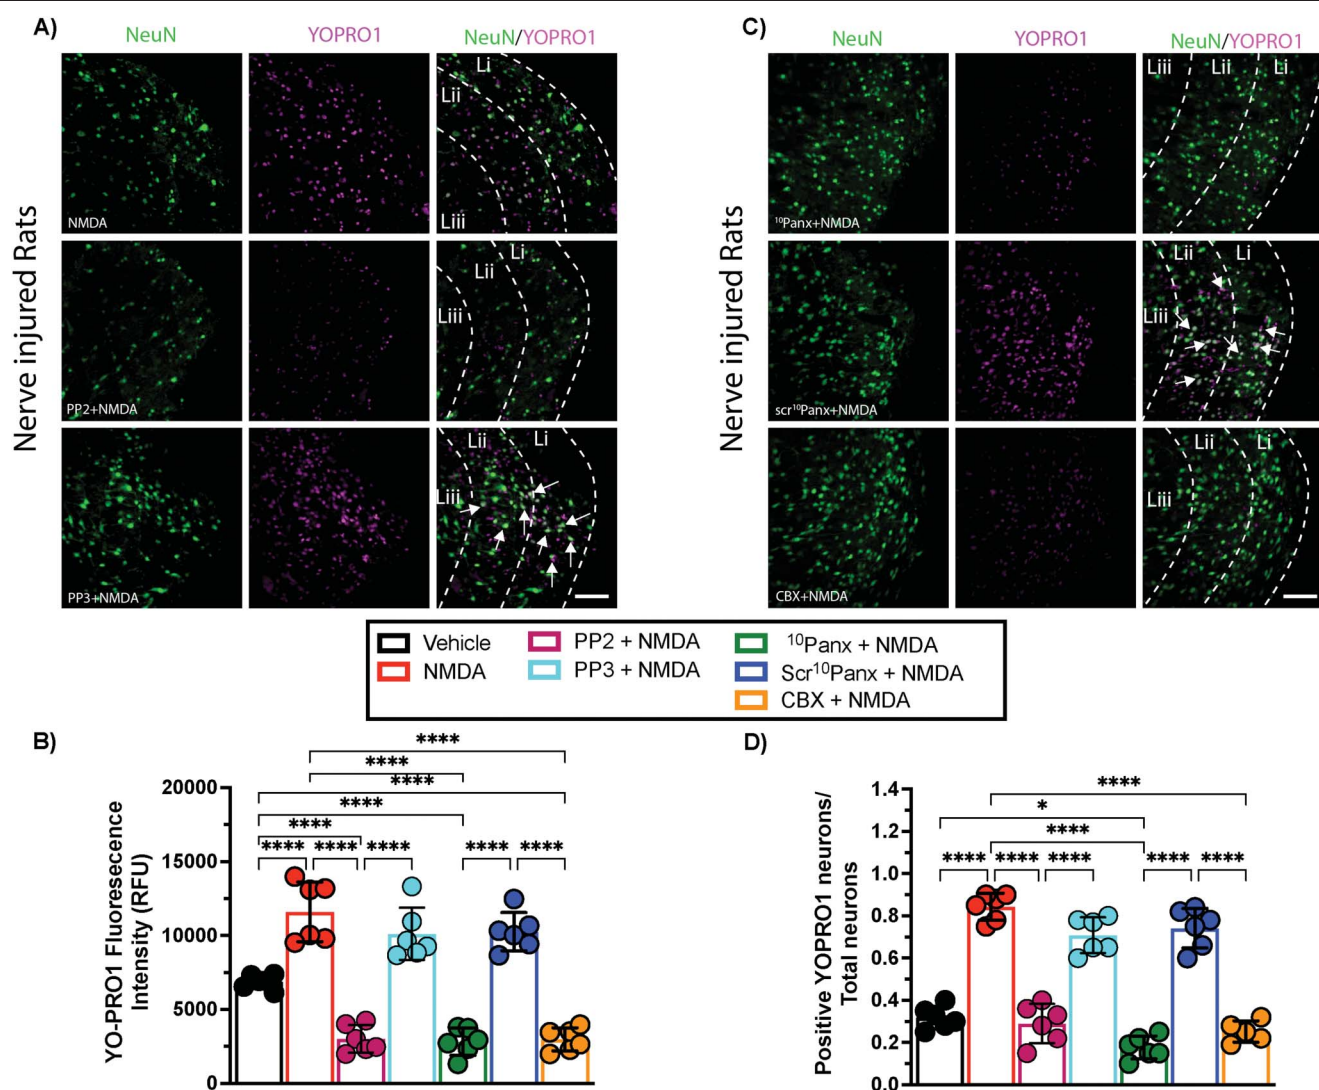 A)
NeuN YOPRO1 NeuN/YOPRO1
Nerve injured Rats
Li
Lii
Liii
NMDA
Li
Lii
Liii
PP2+NMDA
Lii Li
Liii
PP3+NMDA
C)
NeuN YOPRO1 NeuN/YOPRO1
Nerve injured Rats
Liii Lii Li
¹⁰Panx+NMDA
Lii Li
Liii
scr¹⁰Panx+NMDA
Lii Li
Liii
CBX+NMDA
Vehicle
NMDA
PP2 + NMDA
PP3 + NMDA
¹⁰Panx + NMDA
Scr¹⁰Panx + NMDA
CBX + NMDA
B)
YO-PRO1 Fluorescence
Intensity (RFU)
20000
15000
10000
5000
0
****
****
****
****
****
**** **** **** **** ****
D)
Positive YOPRO1 neurons/
Total neurons
1.4
1.2
1.0
0.8
0.6
0.4
0.2
0.0
****
*
****
**** **** **** **** ****